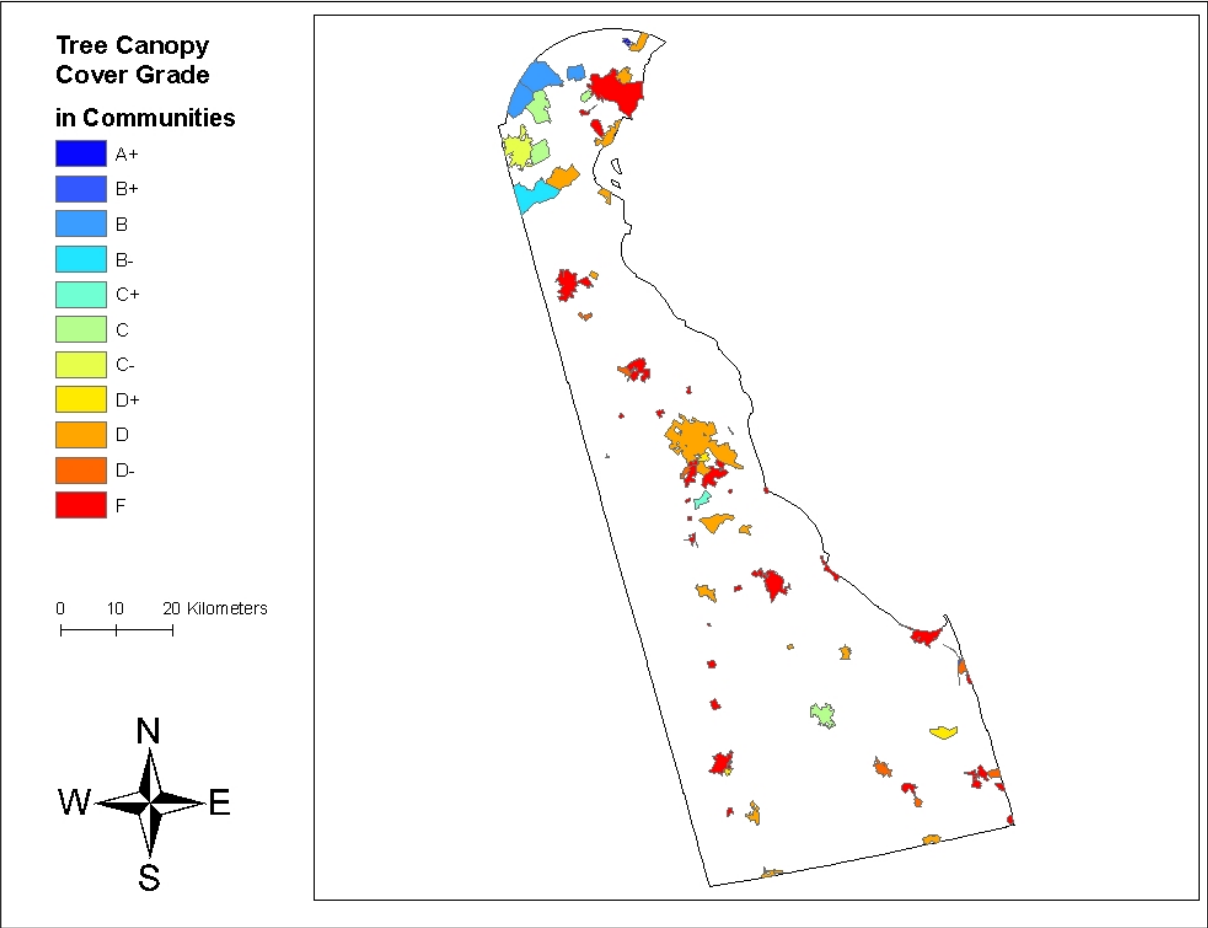 Tree Canopy
Cover Grade
in Communities
A+
B+
B
B-
C+
C
C-
D+
D
D-
F
0 10 20 Kilometers
N
W E
S